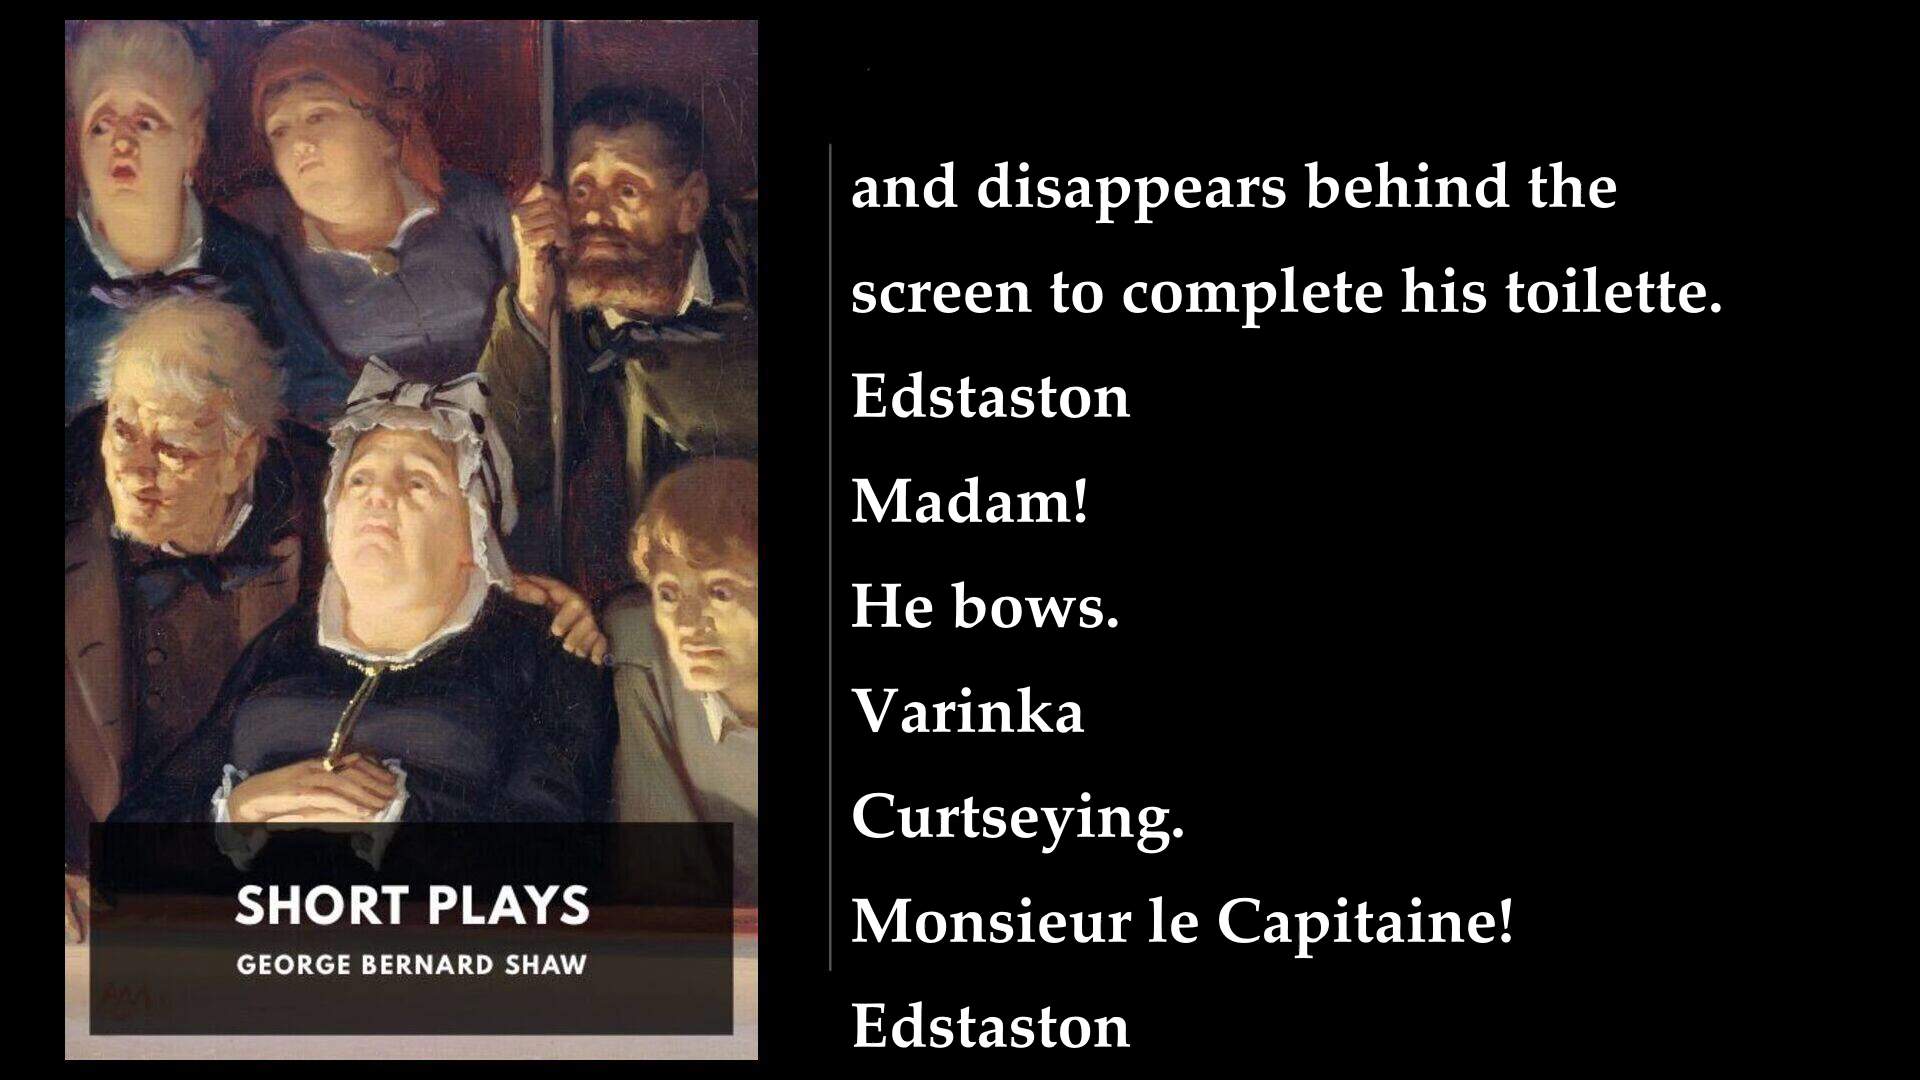 SHORT PLAYS
GEORGE BERNARD SHAW
and disappears behind the
screen to complete his toilette.
Edstaston
Madam!
He bows.
Varinka
Curtseying.
Monsieur le Capitaine!
Edstaston